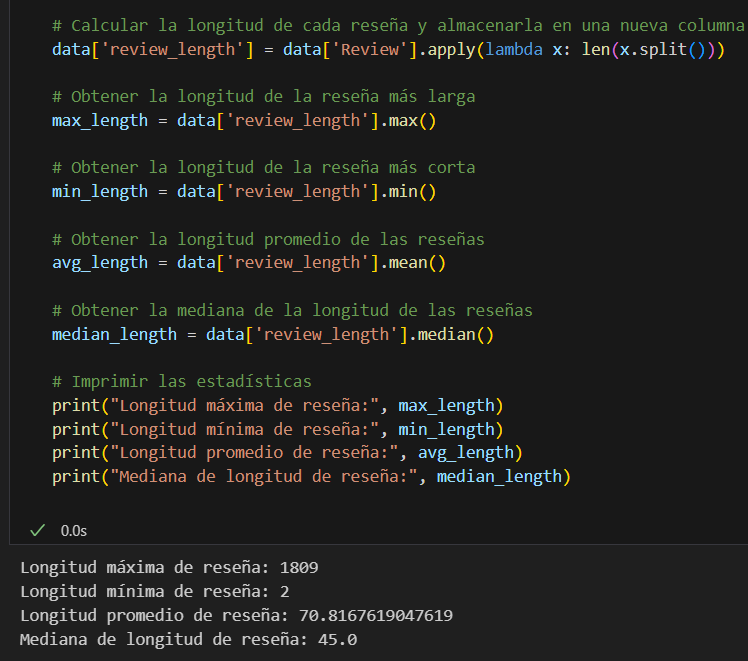 # Calcular la longitud de cada reseña y almacenarla en una nueva columna
data['review_length'] = data['Review'].apply(lambda x: len(x.split()))
# Obtener la longitud de la reseña más larga
max_length = data['review_length'].max()
# Obtener la longitud de la reseña más corta
min_length = data['review_length'].min()
# Obtener la longitud promedio de las reseñas
avg_length = data['review_length'].mean()
# Obtener la mediana de la longitud de las reseñas
median_length = data['review_length'].median()
# Imprimir las estadísticas
print("Longitud máxima de reseña:", max_length)
print("Longitud mínima de reseña:", min_length)
print("Longitud promedio de reseña:", avg_length)
print("Mediana de longitud de reseña:", median_length)
0.0s
Longitud máxima de reseña: 1809
Longitud mínima de reseña: 2
Longitud promedio de reseña: 70.8167619047619
Mediana de longitud de reseña: 45.0